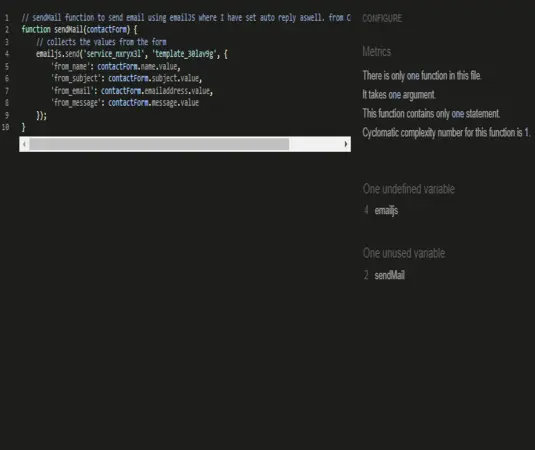 1 // sendMail function to send email using emailJS where I have set auto reply aswell. from C
2 function sendMail(contactForm) {
3 // collects the values from the form
4 emailjs.send('service_nxryx3l', 'template_30lav9g', {
5 'from_name': contactForm.name.value,
6 'from_subject': contactForm.subject.value,
7 'from_email': contactForm.emailaddress.value,
8 'from_message': contactForm.message.value
9 });
10 }
CONFIGURE
Metrics
There is only one function in this file.
It takes one argument.
This function contains only one statement.
Cyclomatic complexity number for this function is 1.
One undefined variable
4 emailjs
One unused variable
2 sendMail